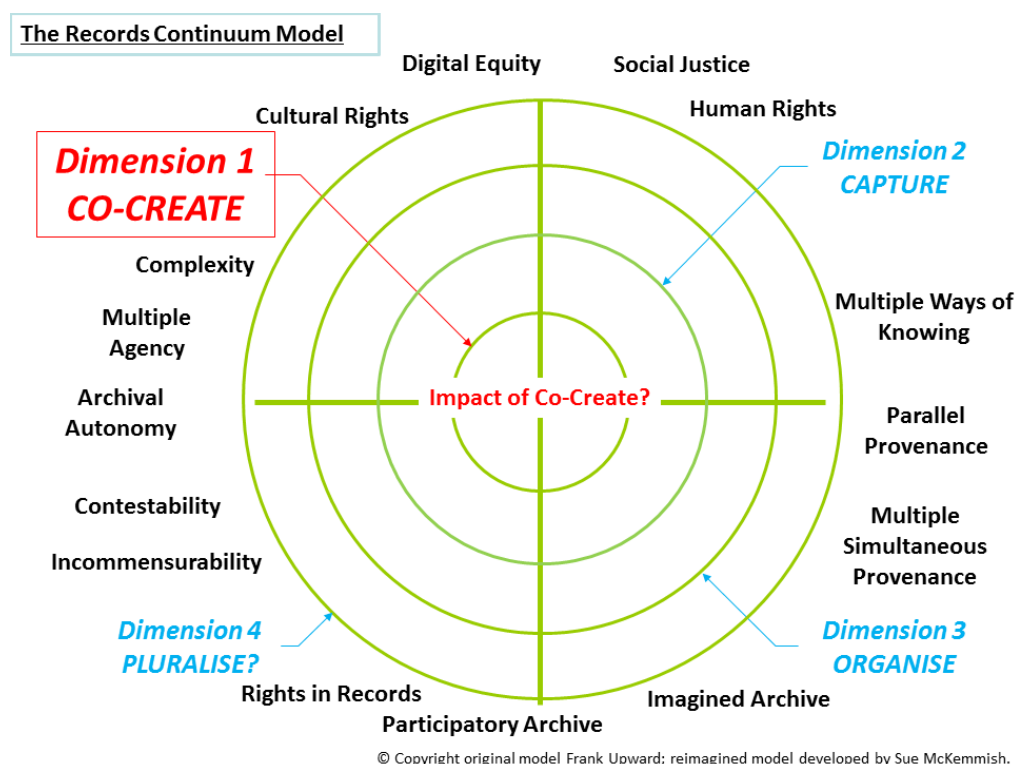 The Records Continuum Model
Digital Equity
Social Justice
Cultural Rights
Human Rights
Dimension 1
CO-CREATE
Dimension 2
CAPTURE
Complexity
Multiple
Agency
Multiple Ways of
Knowing
Archival
Autonomy
Impact of Co-Create?
Parallel
Provenance
Contestability
Multiple
Simultaneous
Provenance
Incommensurability
Dimension 4
PLURALISE?
Dimension 3
ORGANISE
Rights in Records
Imagined Archive
Participatory Archive
© Copyright original model Frank Upward; reimagined model developed by Sue McKemmish.